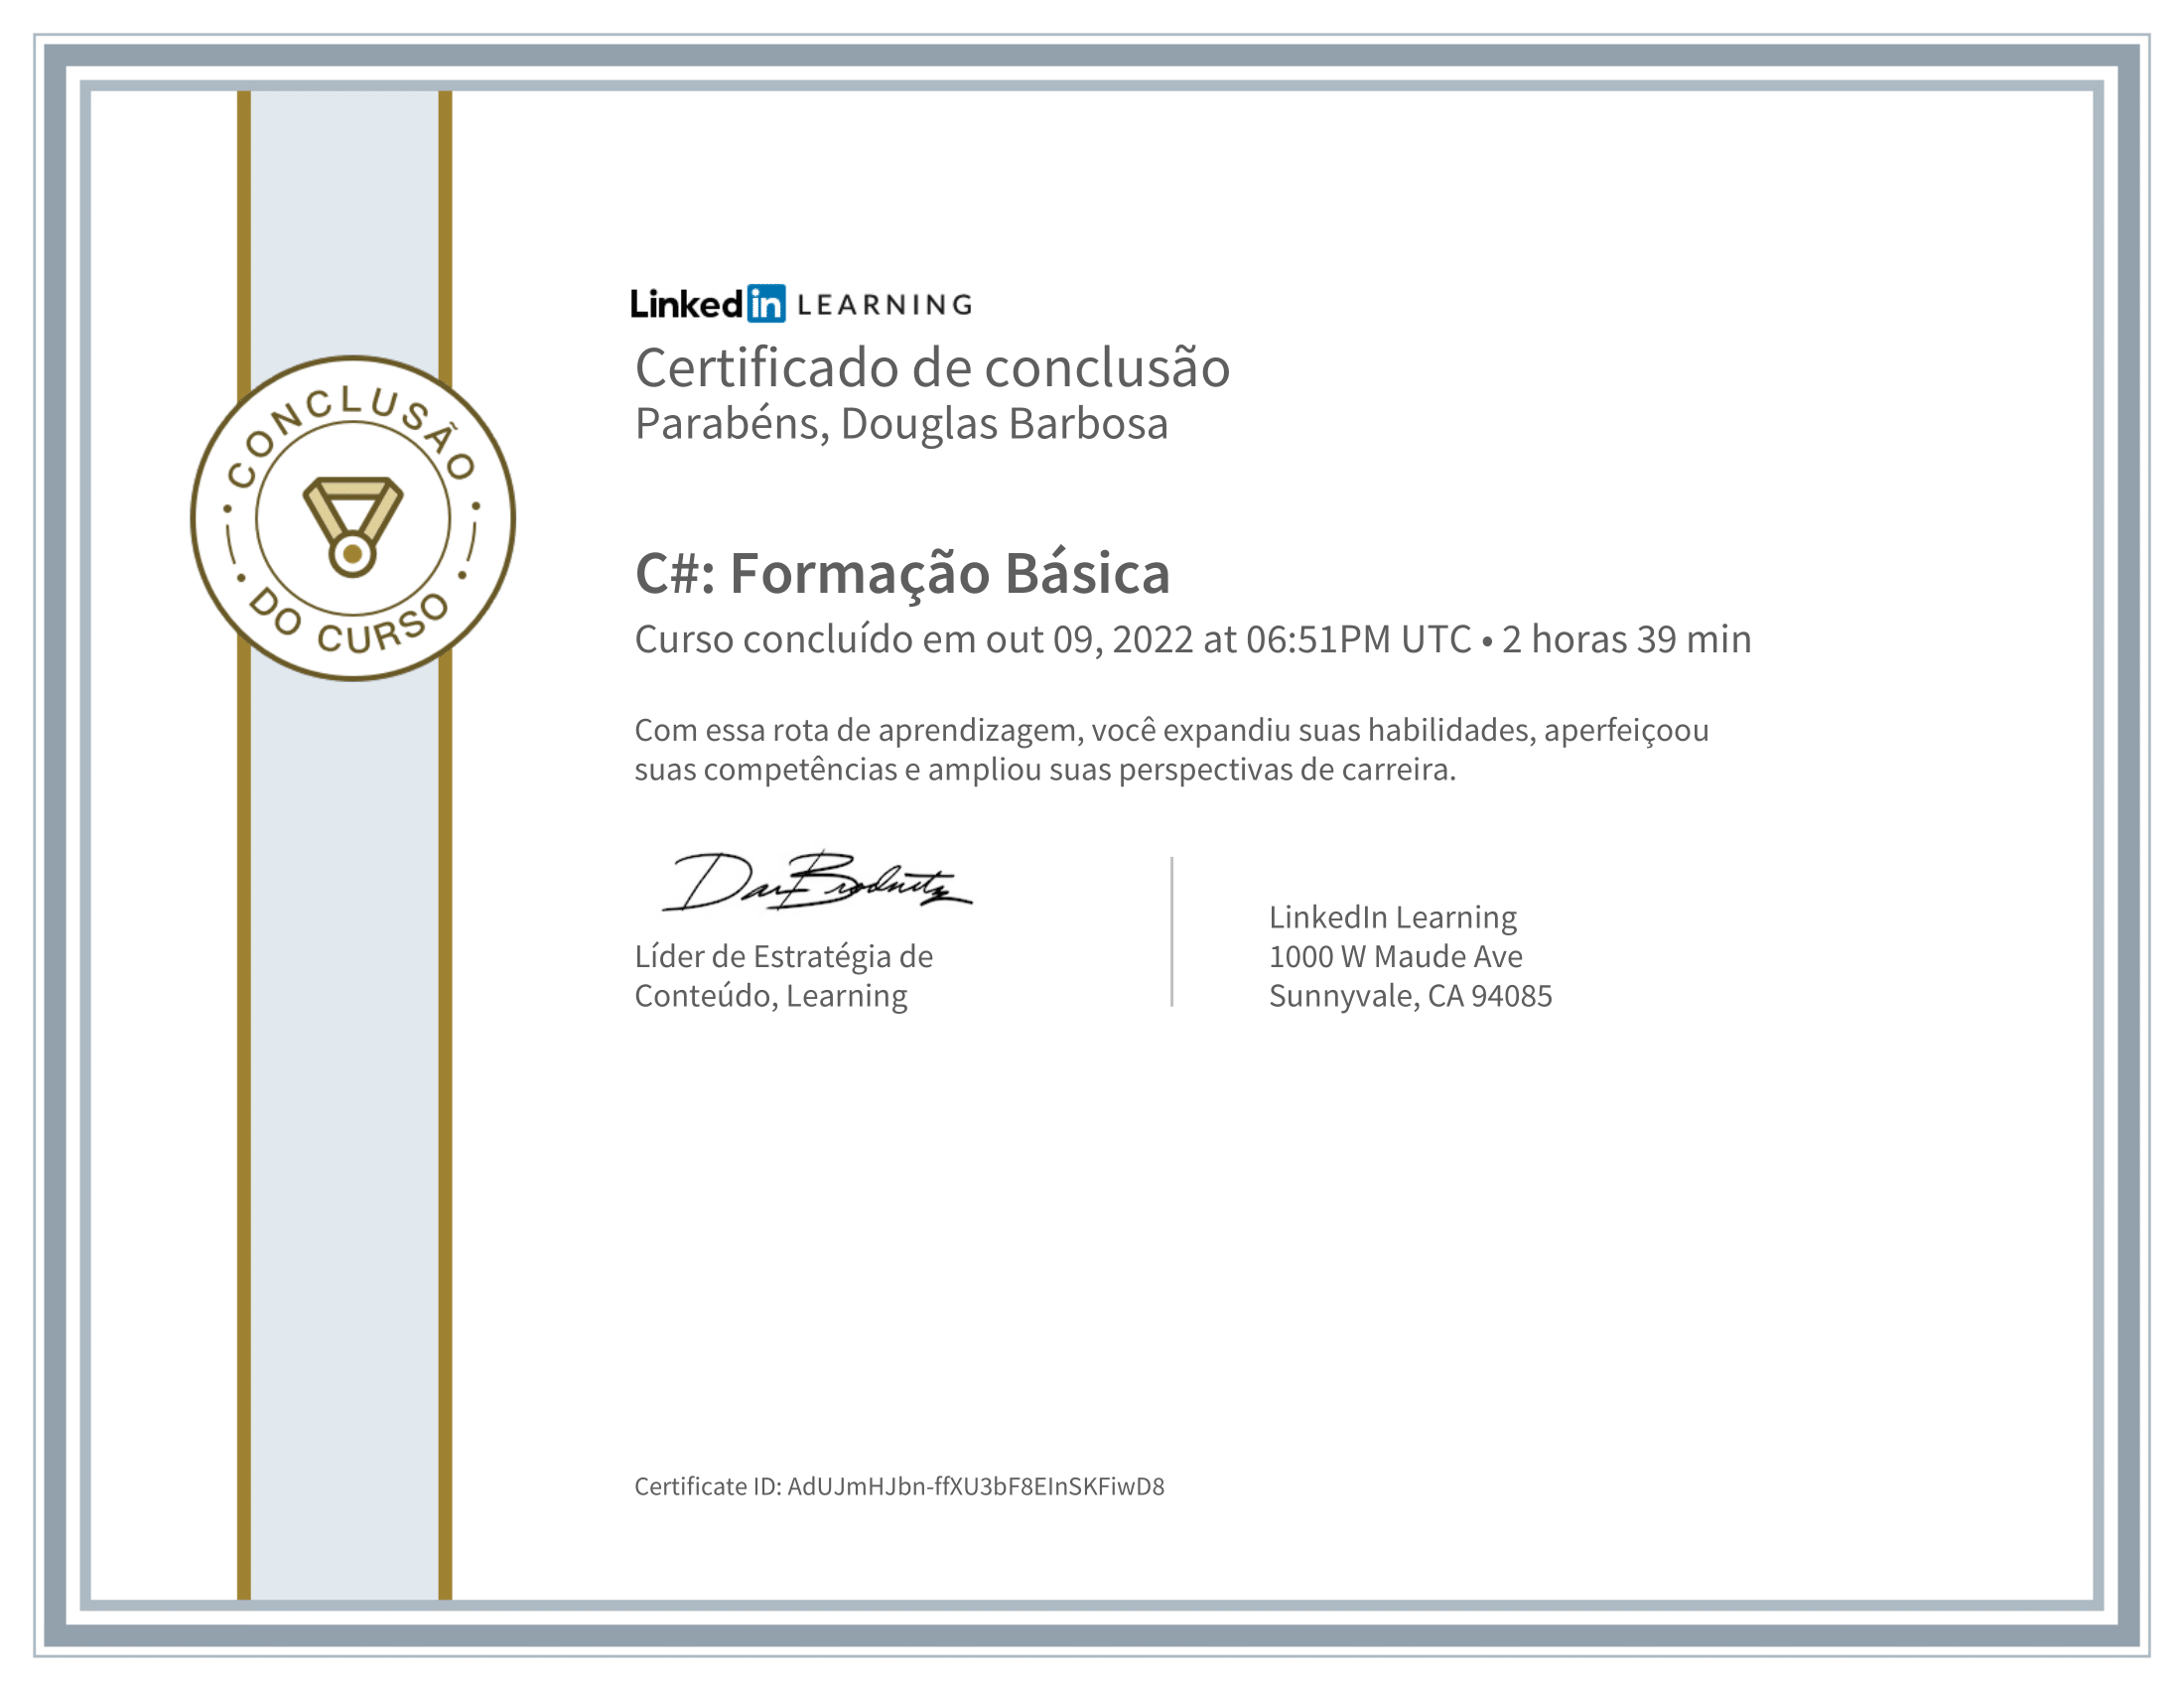 CONCLUSÃO
DO CURSO
Linked in LEARNING
Certificado de conclusão
Parabéns, Douglas Barbosa
C#: Formação Básica
Curso concluído em out 09, 2022 at 06:51PM UTC • 2 horas 39 min
Com essa rota de aprendizagem, você expandiu suas habilidades, aperfeiçoou
suas competências e ampliou suas perspectivas de carreira.
Dan Brodnitz
Líder de Estratégia de
Conteúdo, Learning
LinkedIn Learning
1000 W Maude Ave
Sunnyvale, CA 94085
Certificate ID: AdUJmHJbn-ffXU3bF8EInSKFiwD8